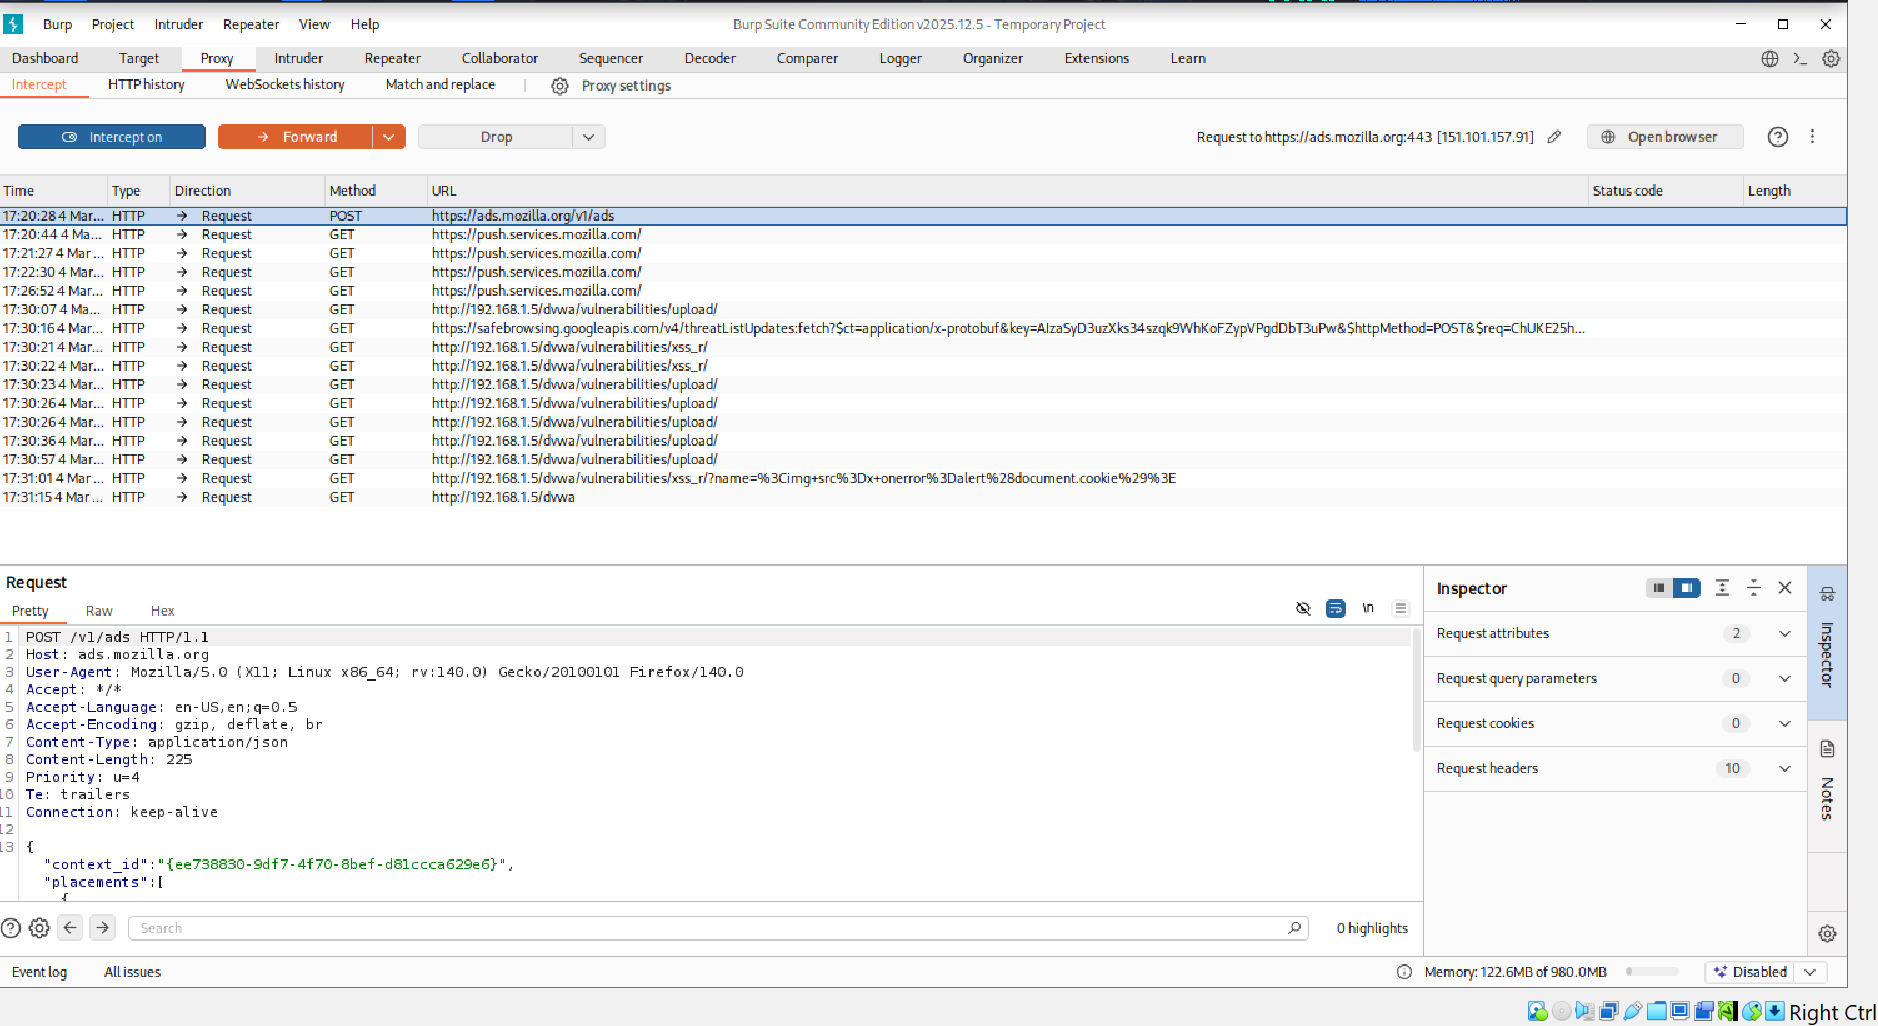 Burp Project Intruder Repeater View Help Burp Suite Community Edition v2025.12.5 - Temporary Project
Dashboard Target Proxy Intruder Repeater Collaborator Sequencer Decoder Comparer Logger Organizer Extensions Learn
Intercept HTTP history WebSockets history Match and replace Proxy settings
Intercept on Forward Drop Request to https://ads.mozilla.org:443 [151.101.157.91] Open browser
Time Type Direction Method URL Status code Length
17:20:28 4 Mar... HTTP → Request POST https://ads.mozilla.org/v1/ads
17:20:44 4 Ma... HTTP → Request GET https://push.services.mozilla.com/
17:21:27 4 Mar... HTTP → Request GET https://push.services.mozilla.com/
17:22:30 4 Mar... HTTP → Request GET https://push.services.mozilla.com/
17:26:52 4 Mar... HTTP → Request GET https://push.services.mozilla.com/
17:30:07 4 Ma... HTTP → Request GET http://192.168.1.5/dvwa/vulnerabilities/upload/
17:30:16 4 Mar... HTTP → Request GET https://safebrowsing.googleapis.com/v4/threatListUpdates:fetch?$ct=application/x-protobuf&key=AIzaSyD3uzXks34szqk9WhKoFZypVPgdDbT3uPw&$httpMethod=POST&$req=ChUKE25h...
17:30:21 4 Mar... HTTP → Request GET http://192.168.1.5/dvwa/vulnerabilities/xss_r/
17:30:22 4 Mar... HTTP → Request GET http://192.168.1.5/dvwa/vulnerabilities/xss_r/
17:30:23 4 Mar... HTTP → Request GET http://192.168.1.5/dvwa/vulnerabilities/upload/
17:30:26 4 Mar... HTTP → Request GET http://192.168.1.5/dvwa/vulnerabilities/upload/
17:30:26 4 Mar... HTTP → Request GET http://192.168.1.5/dvwa/vulnerabilities/upload/
17:30:36 4 Mar... HTTP → Request GET http://192.168.1.5/dvwa/vulnerabilities/upload/
17:30:57 4 Mar... HTTP → Request GET http://192.168.1.5/dvwa/vulnerabilities/upload/
17:31:01 4 Mar ... HTTP → Request GET http://192.168.1.5/dvwa/vulnerabilities/xss_r/?name=%3Cimg+src%3Dx+onerror%3Dalert%28document.cookie%29%3E
17:31:15 4 Mar ... HTTP → Request GET http://192.168.1.5/dvwa
Request
Pretty Raw Hex \n
1 POST /v1/ads HTTP/1.1
2 Host: ads.mozilla.org
3 User-Agent: Mozilla/5.0 (X11; Linux x86_64; rv:140.0) Gecko/20100101 Firefox/140.0
4 Accept: */*
5 Accept-Language: en-US,en;q=0.5
6 Accept-Encoding: gzip, deflate, br
7 Content-Type: application/json
8 Content-Length: 225
9 Priority: u=4
10 Te: trailers
11 Connection: keep-alive
12
13 {
"context_id":"{ee738830-9df7-4f70-8bef-d81ccca629e6}",
"placements":[
{
Search 0 highlights
Inspector
Request attributes 2
Request query parameters 0
Request cookies 0
Request headers 10
Inspector
Notes
Event log All issues Memory: 122.6MB of 980.0MB Disabled
Right Ctrl